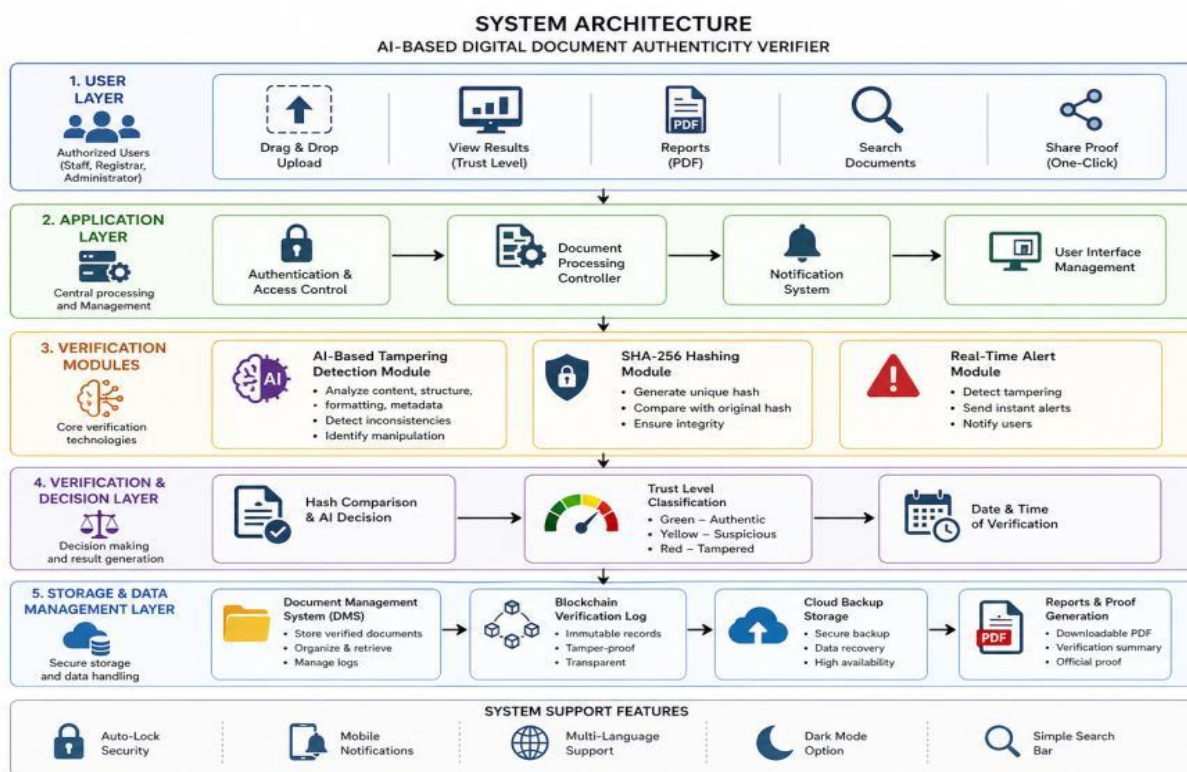 SYSTEM ARCHITECTURE
AI-BASED DIGITAL DOCUMENT AUTHENTICITY VERIFIER
1. USER
LAYER
Authorized Users
(Staff, Registrar,
Administrator)
Drag & Drop
Upload
View Results
(Trust Level)
PDF
Reports
(PDF)
Search
Documents
Share Proof
(One-Click)
2. APPLICATION
LAYER
Central processing
and Management
Authentication &
Access Control
Document
Processing
Controller
Notification
System
User Interface
Management
3. VERIFICATION
MODULES
Core verification
technologies
AI
AI-Based Tampering
Detection Module
• Analyze content, structure,
• formatting, metadata
• Detect inconsistencies
• Identify manipulation
SHA-256 Hashing
Module
• Generate unique hash
• Compare with original hash
• Ensure integrity
Real-Time Alert
Module
• Detect tampering
• Send instant alerts
• Notify users
4. VERIFICATION &
DECISION LAYER
Decision making
and result generation
Hash Comparison
& AI Decision
Trust Level
Classification
• Green – Authentic
• Yellow – Suspicious
• Red – Tampered
Date & Time
of Verification
5. STORAGE & DATA
MANAGEMENT LAYER
Secure storage
and data handling
Document Management
System (DMS)
• Store verified documents
• Organize & retrieve
• Manage logs
Blockchain
Verification Log
• Immutable records
• Tamper-proof
• Transparent
Cloud Backup
Storage
• Secure backup
• Data recovery
• High availability
PDF
Reports & Proof
Generation
• Downloadable PDF
• Verification summary
• Official proof
SYSTEM SUPPORT FEATURES
Auto-Lock
Security
Mobile
Notifications
Multi-Language
Support
Dark Mode
Option
Simple Search
Bar